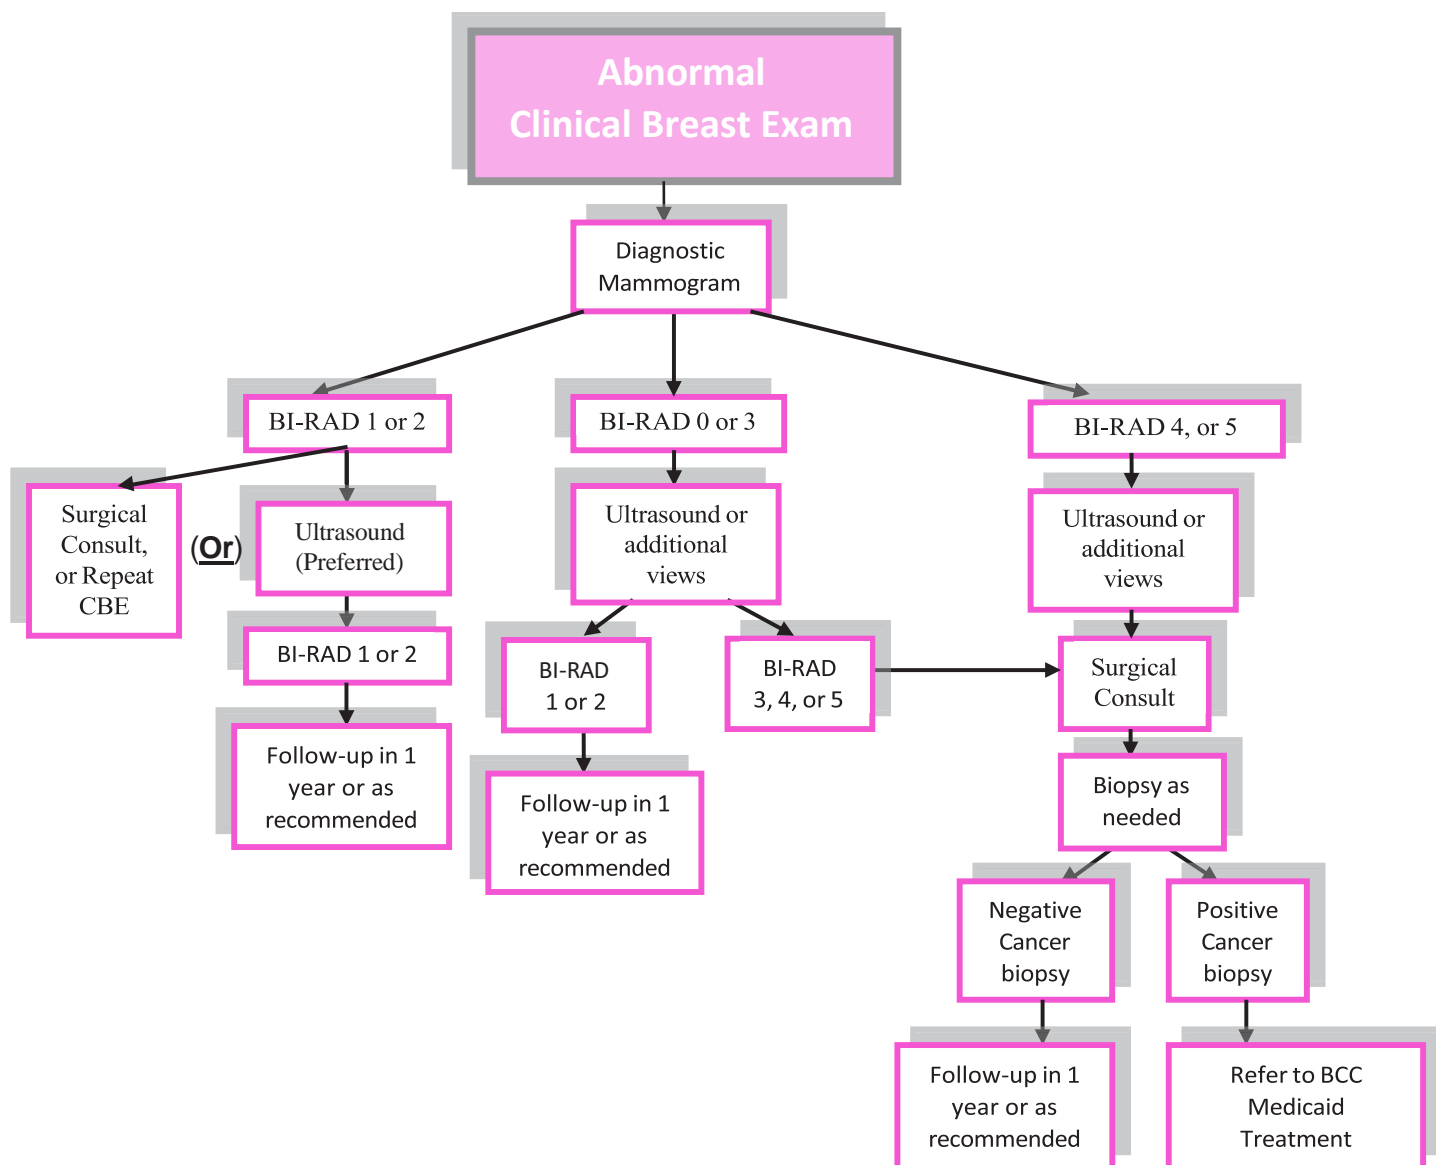 Abnormal
Clinical Breast Exam
Diagnostic
Mammogram
BI-RAD 1 or 2
BI-RAD 0 or 3
BI-RAD 4, or 5
Surgical
Consult,
or Repeat
CBE
(Or)
Ultrasound
(Preferred)
Ultrasound or
additional
views
Ultrasound or
additional
views
BI-RAD 1 or 2
BI-RAD
1 or 2
BI-RAD
3, 4, or 5
Surgical
Consult
Follow-up in 1
year or as
recommended
Follow-up in 1
year or as
recommended
Biopsy as
needed
Negative
Cancer
biopsy
Positive
Cancer
biopsy
Follow-up in 1
year or as
recommended
Refer to BCC
Medicaid
Treatment